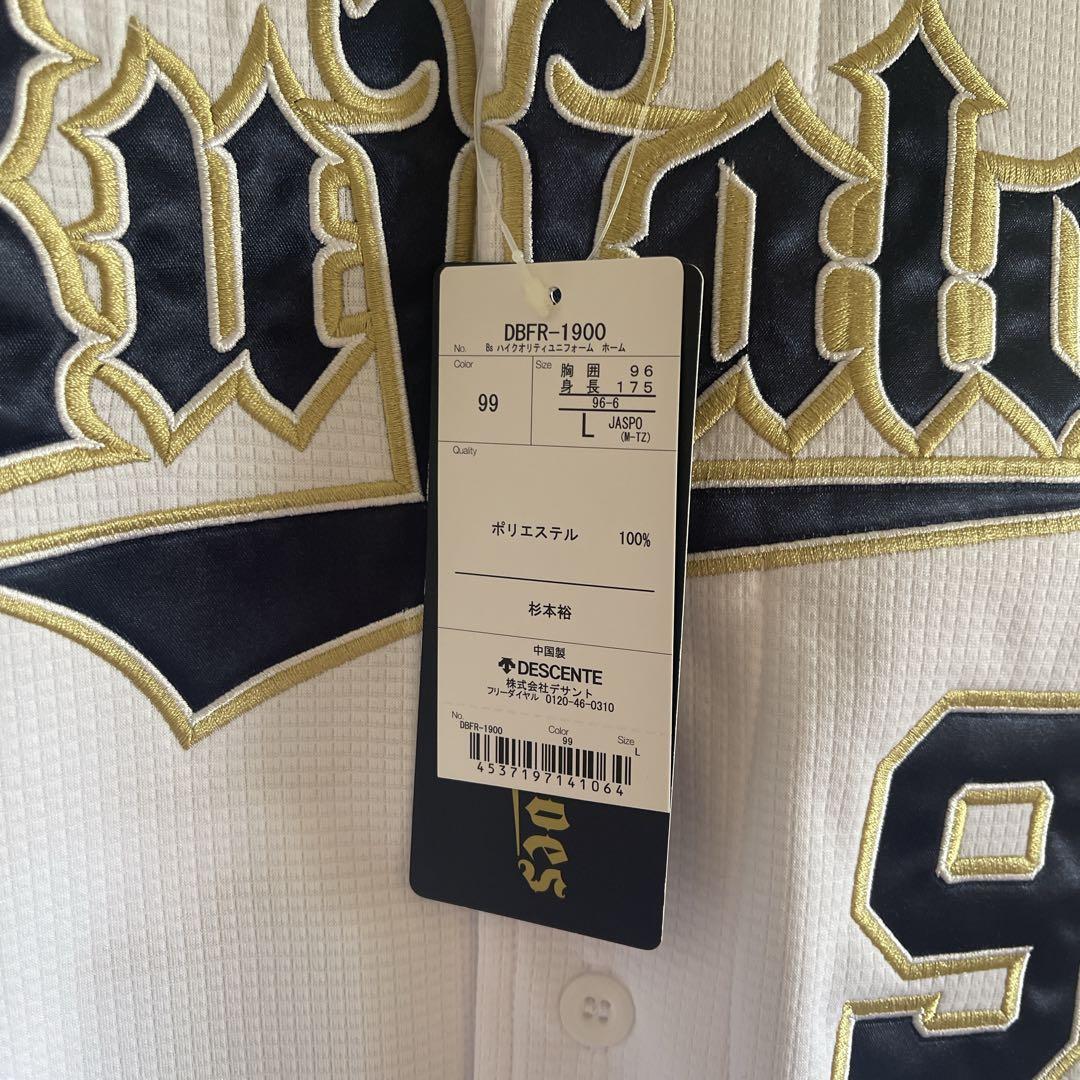 Buffaloes
DBFR-1900
No. Bs ハイクオリティユニフォーム ホーム
Color
99
Size 胸 囲 96
身 長 175
96-6
L JASPO
(M-TZ)
Quality
ポリエステル 100%
杉本裕
中国製
DESCENTE
株式会社デサント
フリーダイヤル 0120-46-0310
No. Color Size
DBFR-1900 99 L
4537197141064
oes
9